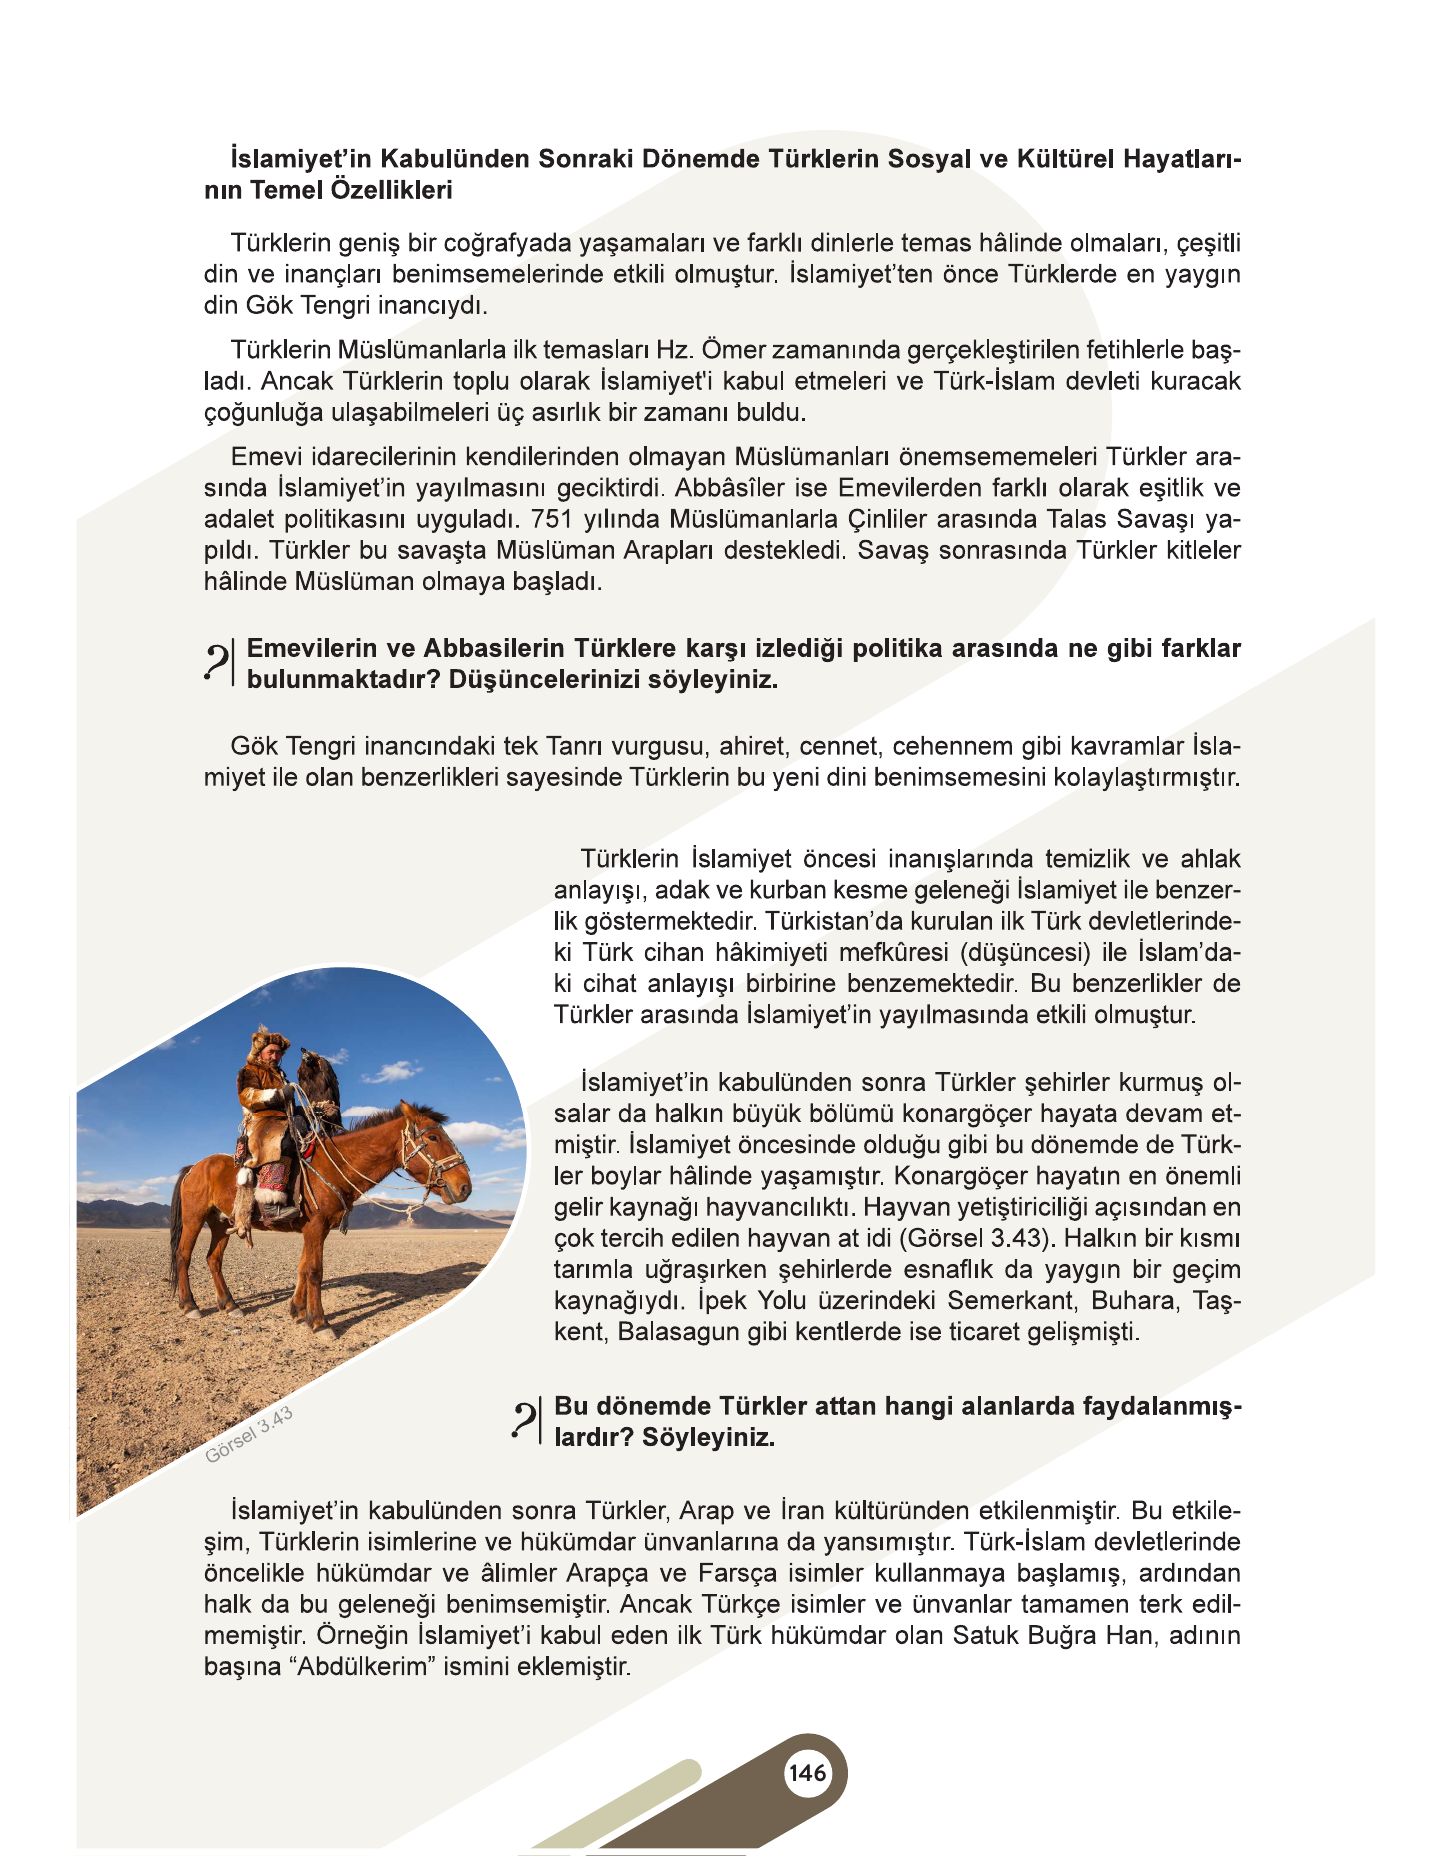 İslamiyet’in Kabulünden Sonraki Dönemde Türklerin Sosyal ve Kültürel Hayatları-
nın Temel Özellikleri
Türklerin geniş bir coğrafyada yaşamaları ve farklı dinlerle temas hâlinde olmaları, çeşitli
din ve inançları benimsemelerinde etkili olmuştur. İslamiyet’ten önce Türklerde en yaygın
din Gök Tengri inancıydı.
Türklerin Müslümanlarla ilk temasları Hz. Ömer zamanında gerçekleştirilen fetihlerle baş-
ladı. Ancak Türklerin toplu olarak İslamiyet'i kabul etmeleri ve Türk-İslam devleti kuracak
çoğunluğa ulaşabilmeleri üç asırlık bir zamanı buldu.
Emevi idarecilerinin kendilerinden olmayan Müslümanları önemsememeleri Türkler ara-
sında İslamiyet’in yayılmasını geciktirdi. Abbâsîler ise Emevilerden farklı olarak eşitlik ve
adalet politikasını uyguladı. 751 yılında Müslümanlarla Çinliler arasında Talas Savaşı ya-
pıldı. Türkler bu savaşta Müslüman Arapları destekledi. Savaş sonrasında Türkler kitleler
hâlinde Müslüman olmaya başladı.
?
Emevilerin ve Abbasilerin Türklere karşı izlediği politika arasında ne gibi farklar
bulunmaktadır? Düşüncelerinizi söyleyiniz.
Gök Tengri inancındaki tek Tanrı vurgusu, ahiret, cennet, cehennem gibi kavramlar İsla-
miyet ile olan benzerlikleri sayesinde Türklerin bu yeni dini benimsemesini kolaylaştırmıştır.
Türklerin İslamiyet öncesi inanışlarında temizlik ve ahlak
anlayışı, adak ve kurban kesme geleneği İslamiyet ile benzer-
lik göstermektedir. Türkistan’da kurulan ilk Türk devletlerinde-
ki Türk cihan hâkimiyeti mefkûresi (düşüncesi) ile İslam’da-
ki cihat anlayışı birbirine benzemektedir. Bu benzerlikler de
Türkler arasında İslamiyet’in yayılmasında etkili olmuştur.
İslamiyet’in kabulünden sonra Türkler şehirler kurmuş ol-
salar da halkın büyük bölümü konargöçer hayata devam et-
miştir. İslamiyet öncesinde olduğu gibi bu dönemde de Türk-
ler boylar hâlinde yaşamıştır. Konargöçer hayatın en önemli
gelir kaynağı hayvancılıktı. Hayvan yetiştiriciliği açısından en
çok tercih edilen hayvan at idi (Görsel 3.43). Halkın bir kısmı
tarımla uğraşırken şehirlerde esnaflık da yaygın bir geçim
kaynağıydı. İpek Yolu üzerindeki Semerkant, Buhara, Taş-
kent, Balasagun gibi kentlerde ise ticaret gelişmişti.
Görsel 3.43
?
Bu dönemde Türkler attan hangi alanlarda faydalanmış-
lardır? Söyleyiniz.
İslamiyet’in kabulünden sonra Türkler, Arap ve İran kültüründen etkilenmiştir. Bu etkile-
şim, Türklerin isimlerine ve hükümdar ünvanlarına da yansımıştır. Türk-İslam devletlerinde
öncelikle hükümdar ve âlimler Arapça ve Farsça isimler kullanmaya başlamış, ardından
halk da bu geleneği benimsemiştir. Ancak Türkçe isimler ve ünvanlar tamamen terk edil-
memiştir. Örneğin İslamiyet’i kabul eden ilk Türk hükümdar olan Satuk Buğra Han, adının
başına “Abdülkerim” ismini eklemiştir.
146